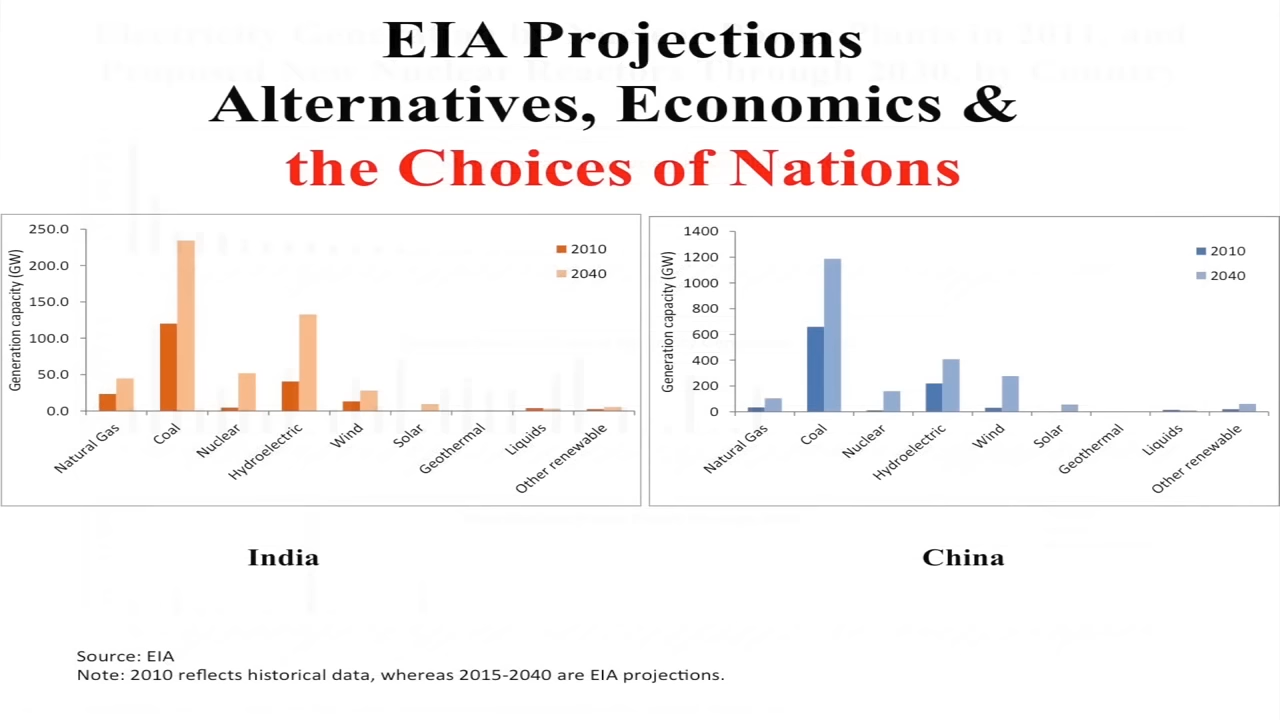 EIA Projections
Alternatives, Economics &
the Choices of Nations
Generation capacity (GW)
250.0
200.0
150.0
100.0
50.0
0.0
2010
2040
Natural Gas
Coal
Nuclear
Hydroelectric
Wind
Solar
Geothermal
Liquids
Other renewable
Generation capacity (GW)
1400
1200
1000
800
600
400
200
0
2010
2040
Natural Gas
Coal
Nuclear
Hydroelectric
Wind
Solar
Geothermal
Liquids
Other renewable
India
China
Source: EIA
Note: 2010 reflects historical data, whereas 2015-2040 are EIA projections.